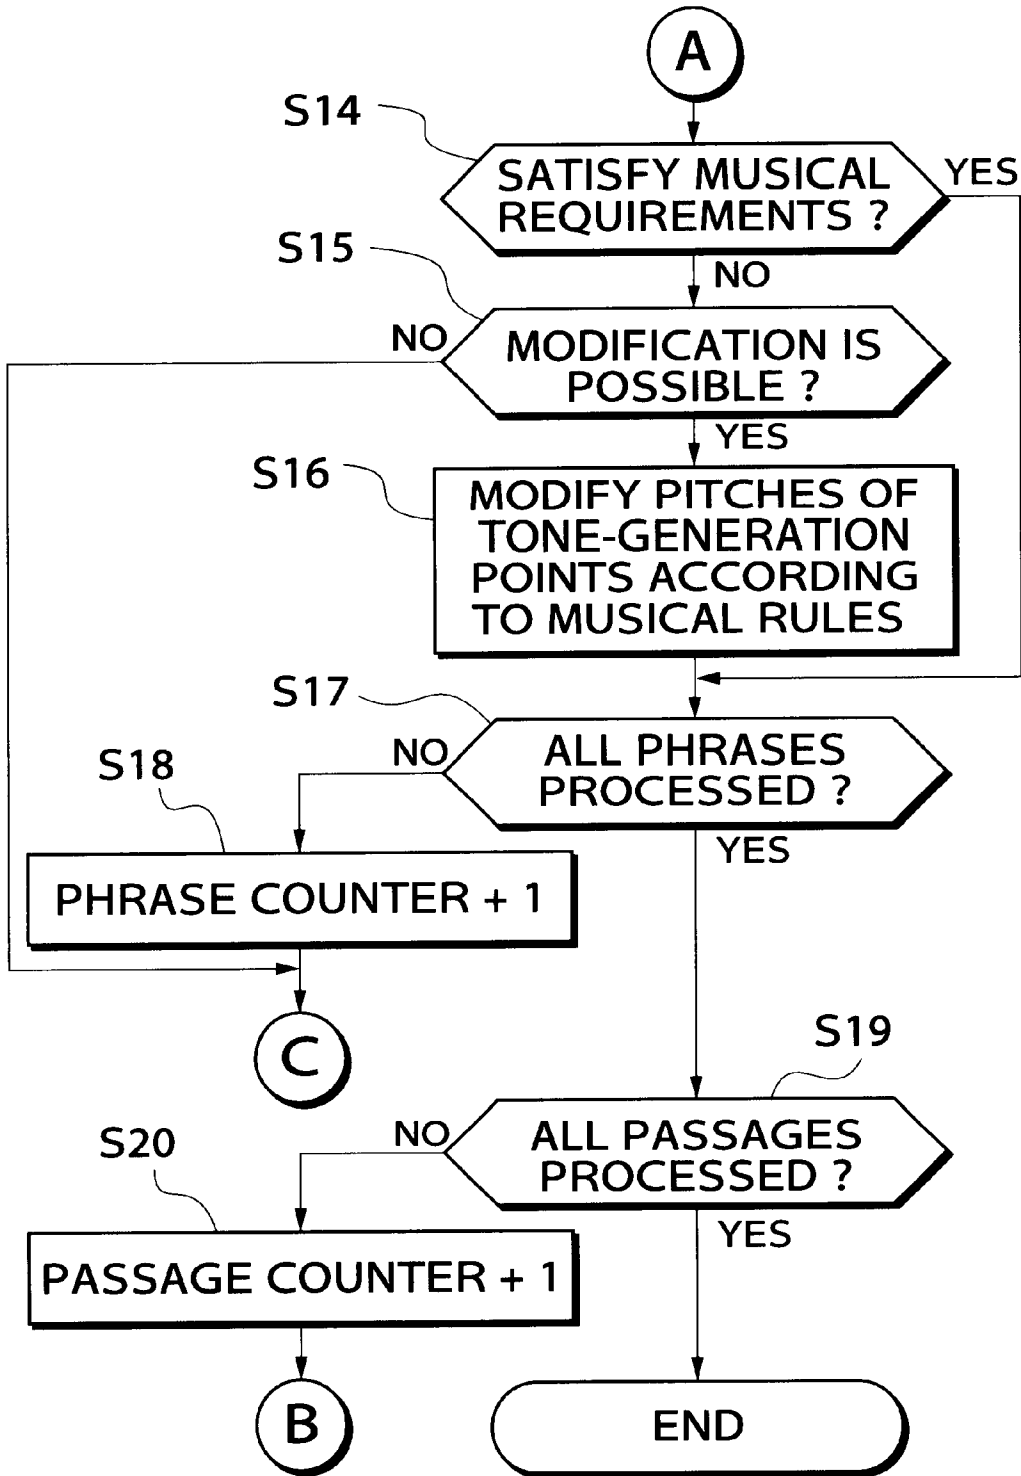 A
S14
SATISFY MUSICAL
REQUIREMENTS ?
YES
NO
S15
MODIFICATION IS
POSSIBLE ?
NO
YES
S16
MODIFY PITCHES OF
TONE-GENERATION
POINTS ACCORDING
TO MUSICAL RULES
S17
ALL PHRASES
PROCESSED ?
NO
YES
S18
PHRASE COUNTER + 1
C
S19
ALL PASSAGES
PROCESSED ?
NO
YES
S20
PASSAGE COUNTER + 1
B
END